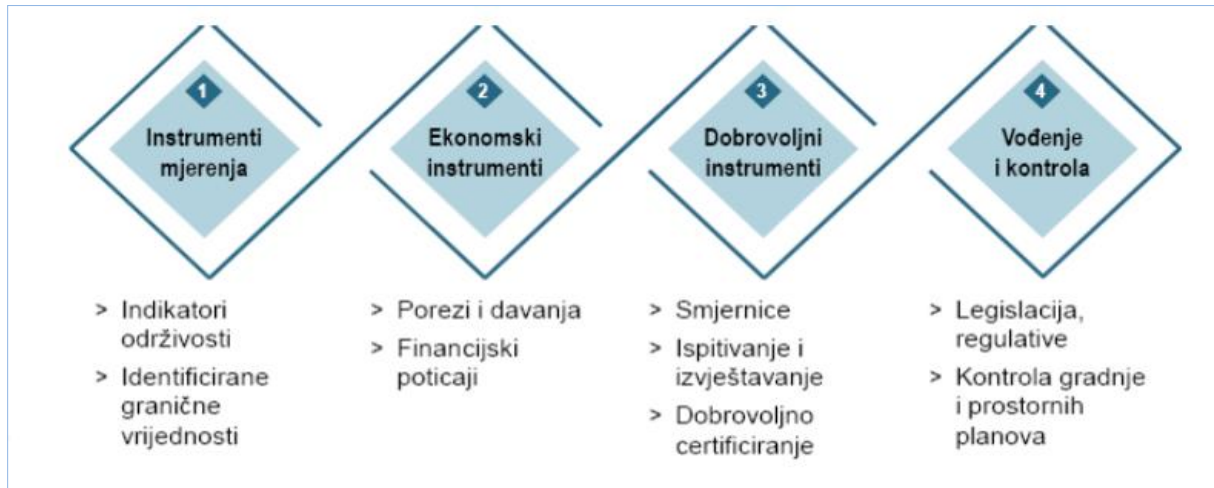 1
Instrumenti
mjerenja
> Indikatori
održivosti
> Identificirane
granične
vrijednosti
2
Ekonomski
instrumenti
> Porezi i davanja
> Financijski
poticaji
3
Dobrovoljni
instrumenti
> Smjernice
> Ispitivanje i
izvještavanje
> Dobrovoljno
certificiranje
4
Vođenje
i kontrola
> Legislacija,
regulative
> Kontrola gradnje
i prostornih
planova